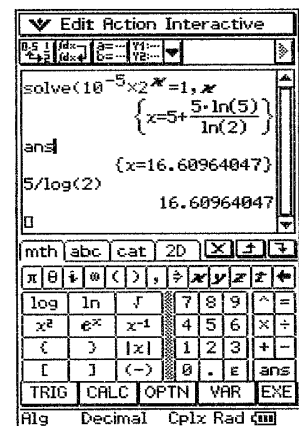 Edit Action Interactive
solve(10^-5×2^x=1,x
{x=5+5·ln(5)/ln(2)}
ans
{x=16.60964047}
5/log(2)
16.60964047
mth abc cat 2D
π θ i ∞ ( ) , ⇒ x y z t ←
log ln √ 7 8 9 ^ =
x² eˣ x⁻¹ 4 5 6 × ÷
{ } |x| 1 2 3 + −
[ ] (−) 0 . E ans
TRIG CALC OPTN VAR EXE
Alg Decimal Cplx Rad